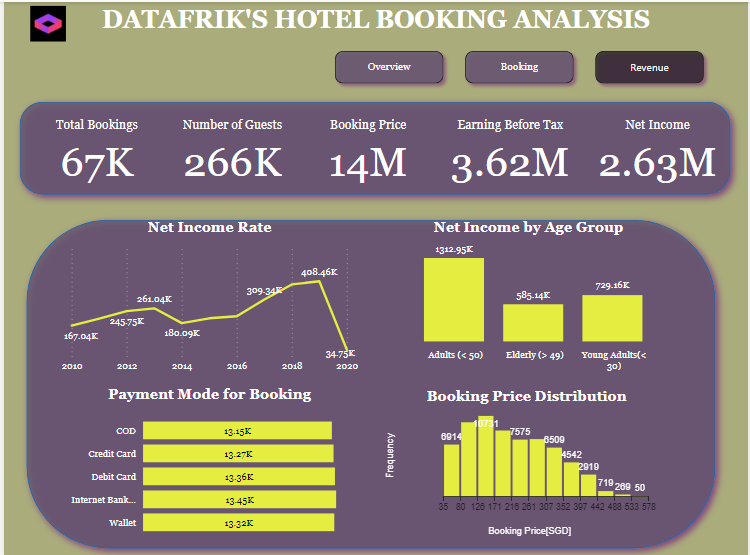 DATAFRIK'S HOTEL BOOKING ANALYSIS
Overview
Booking
Revenue
Total Bookings
67K
Number of Guests
266K
Booking Price
14M
Earning Before Tax
3.62M
Net Income
2.63M
Net Income Rate
408.46K
309.34K
261.04K
245.75K
180.09K
167.04K
34.75K
2010 2012 2014 2016 2018 2020
Net Income by Age Group
1312.95K
585.14K
729.16K
Adults (< 50)
Elderly (> 49)
Young Adults(<
30)
Payment Mode for Booking
COD 13.15K
Credit Card 13.27K
Debit Card 13.36K
Internet Bank... 13.45K
Wallet 13.32K
Booking Price Distribution
Frequency
6914 10731 7575 6509 4542 2919 719 269 50
35 80 126 171 216 261 307 352 397 442 488 533 578
Booking Price[SGD]